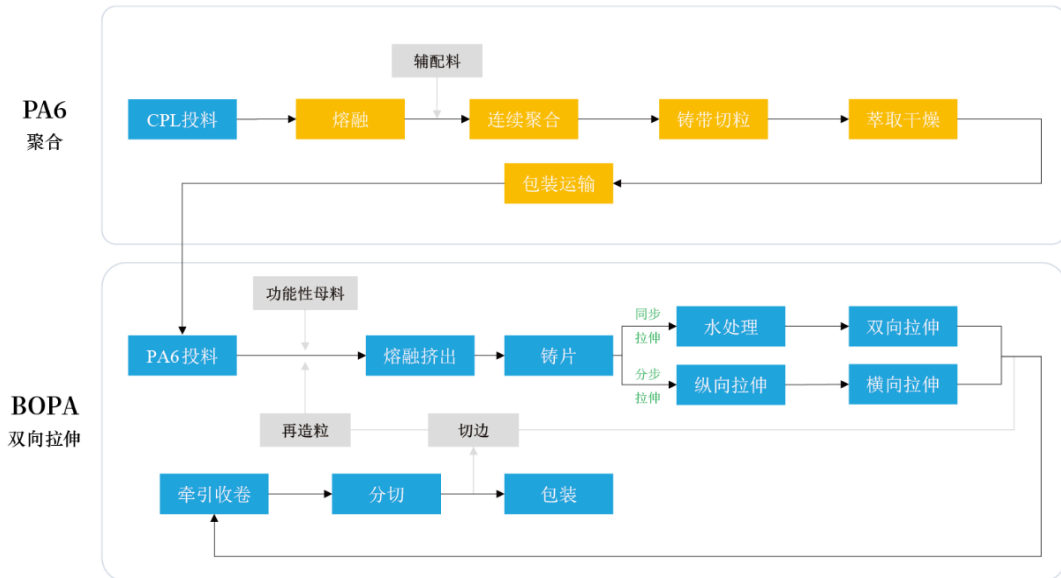 PA6
聚合
辅配料
CPL投料
熔融
连续聚合
铸带切粒
萃取干燥
包装运输
BOPA
双向拉伸
功能性母料
PA6投料
熔融挤出
铸片
同步
拉伸
水处理
双向拉伸
分步
拉伸
纵向拉伸
横向拉伸
再造粒
切边
牵引收卷
分切
包装